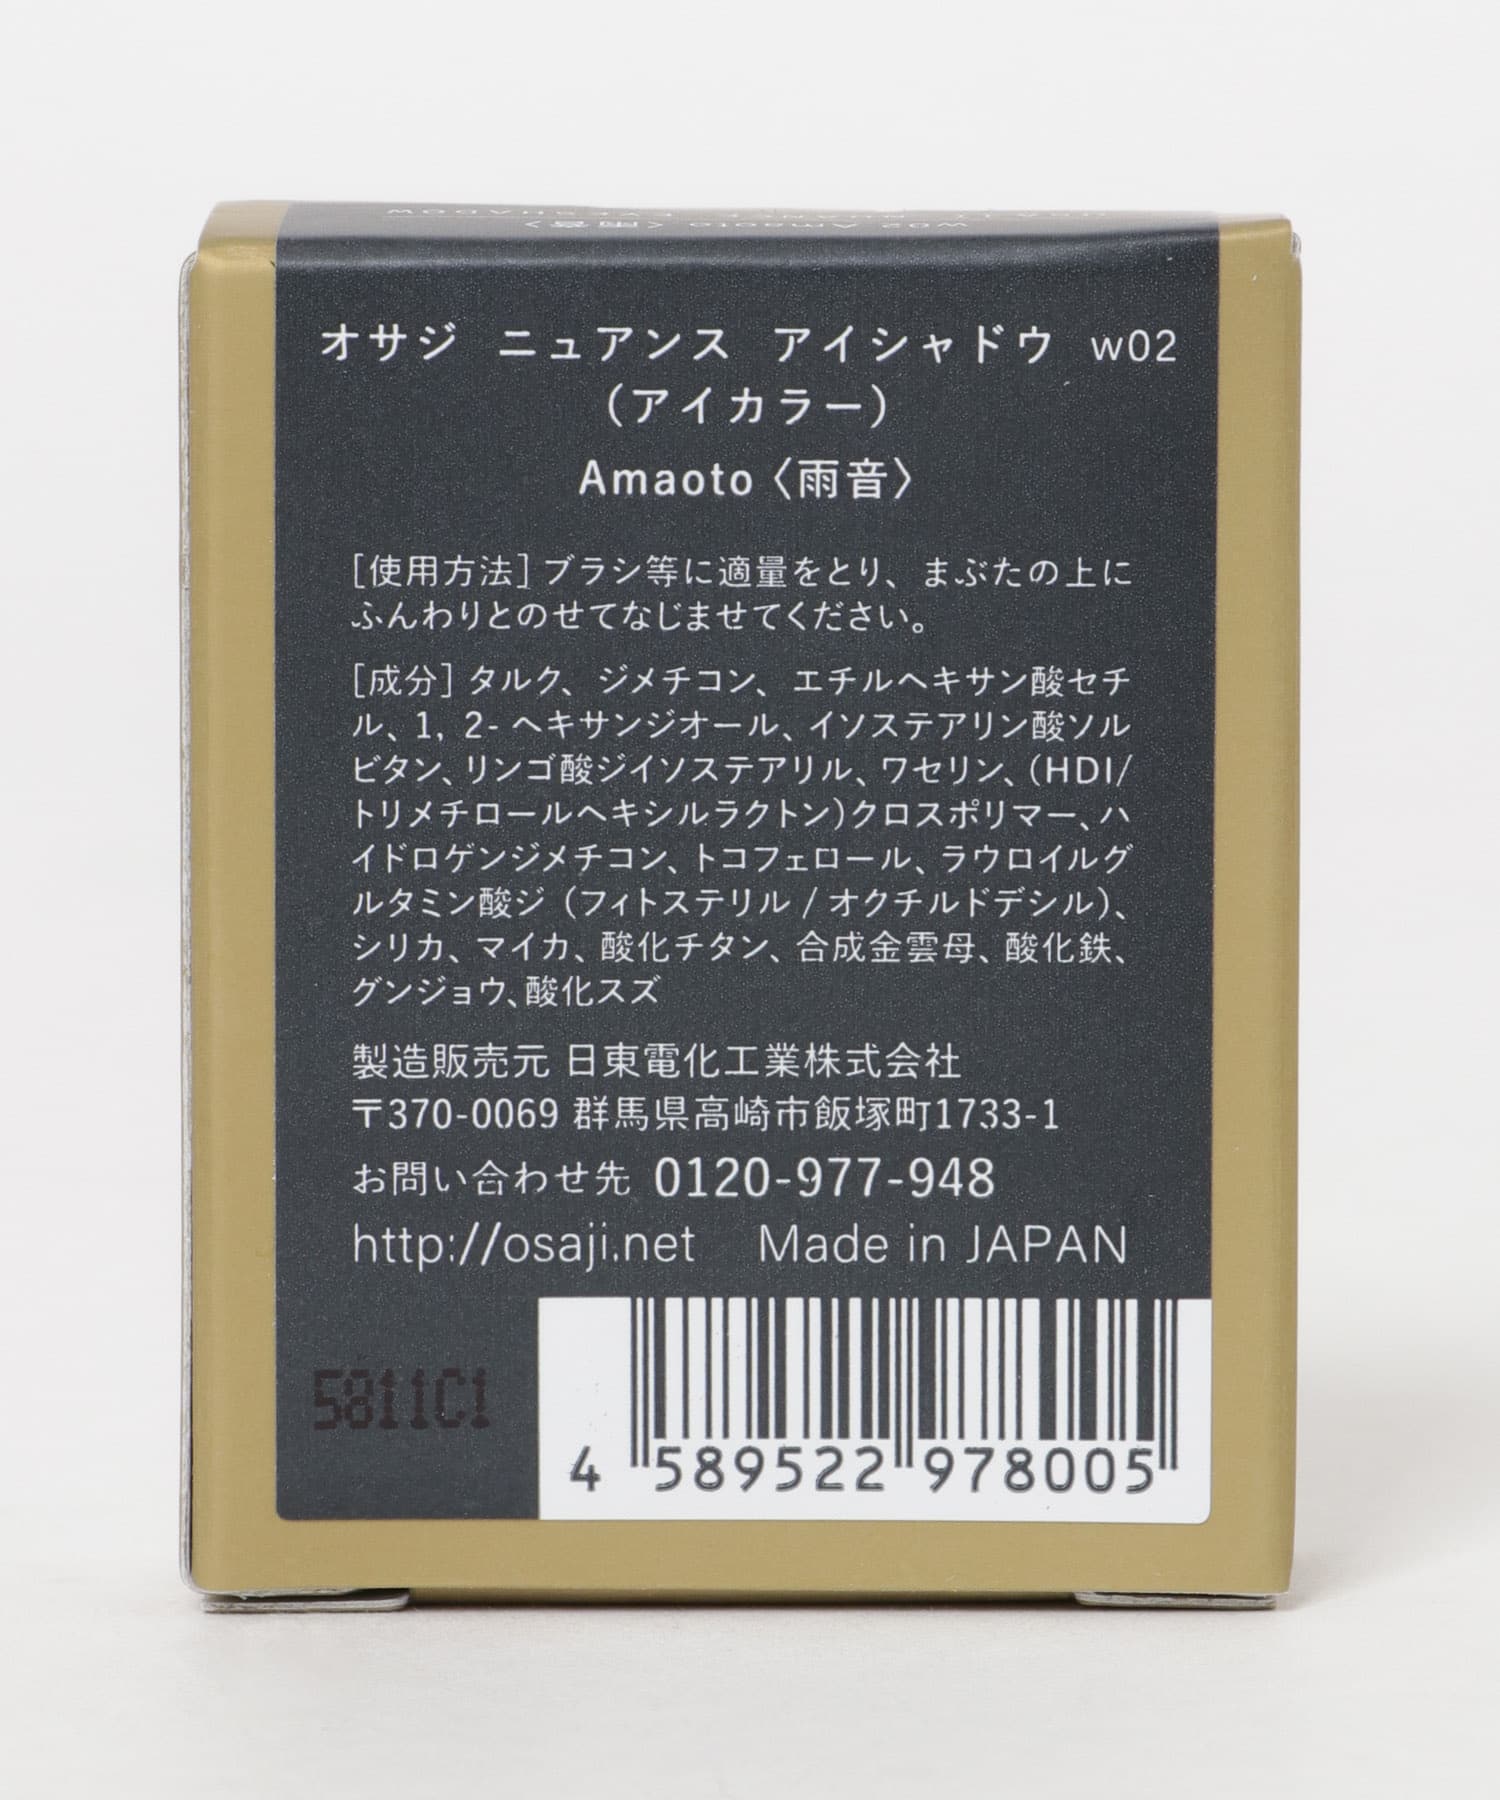 w02 Amaoto〈雨音〉
オサジ ニュアンス アイシャドウ w02
（アイカラー）
Amaoto〈雨音〉
[使用方法] ブラシ等に適量をとり、まぶたの上に
ふんわりとのせてなじませてください。
[成分] タルク、ジメチコン、エチルヘキサン酸セチ
ル、1, 2- ヘキサンジオール、イソステアリン酸ソル
ビタン、リンゴ酸ジイソステアリル、ワセリン、(HDI/
トリメチロールヘキシルラクトン)クロスポリマー、ハ
イドロゲンジメチコン、トコフェロール、ラウロイルグ
ルタミン酸ジ (フィトステリル / オクチルドデシル)、
シリカ、マイカ、酸化チタン、合成金雲母、酸化鉄、
グンジョウ、酸化スズ
製造販売元 日東電化工業株式会社
〒370-0069 群馬県高崎市飯塚町1733-1
お問い合わせ先 0120-977-948
http://osaji.net Made in JAPAN
5811C1
4 589522 978005